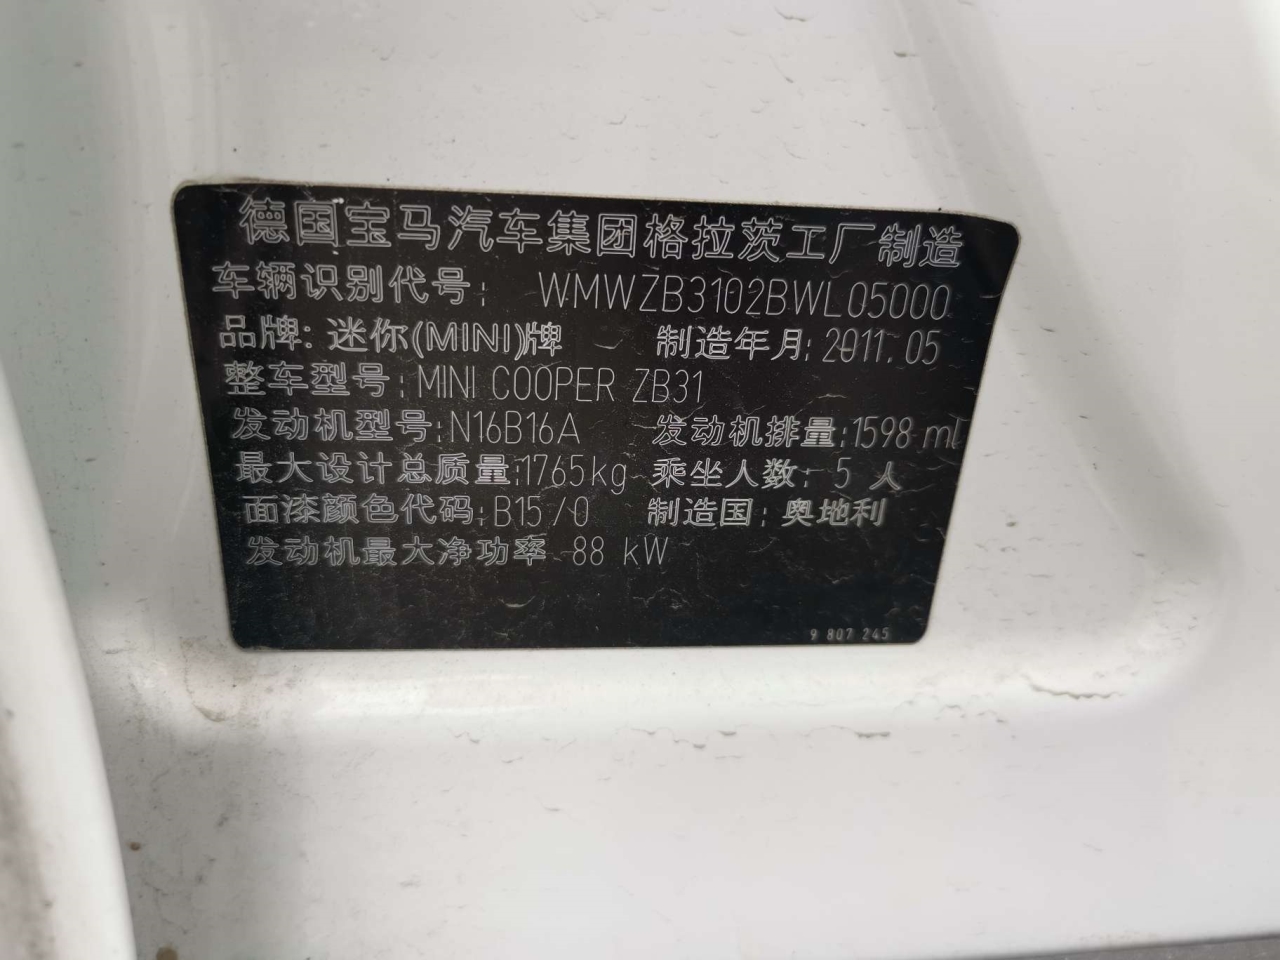 德国宝马汽车集团格拉茨工厂制造
车辆识别代号: WMWZB3102BWL05000
品牌: 迷你(MINI)牌 制造年月: 2011.05
整车型号: MINI COOPER ZB31
发动机型号: N16B16A 发动机排量: 1598 ml
最大设计总质量: 1765kg 乘坐人数: 5 人
面漆颜色代码: B15/0 制造国: 奥地利
发动机最大净功率 88 kW
9 807 245